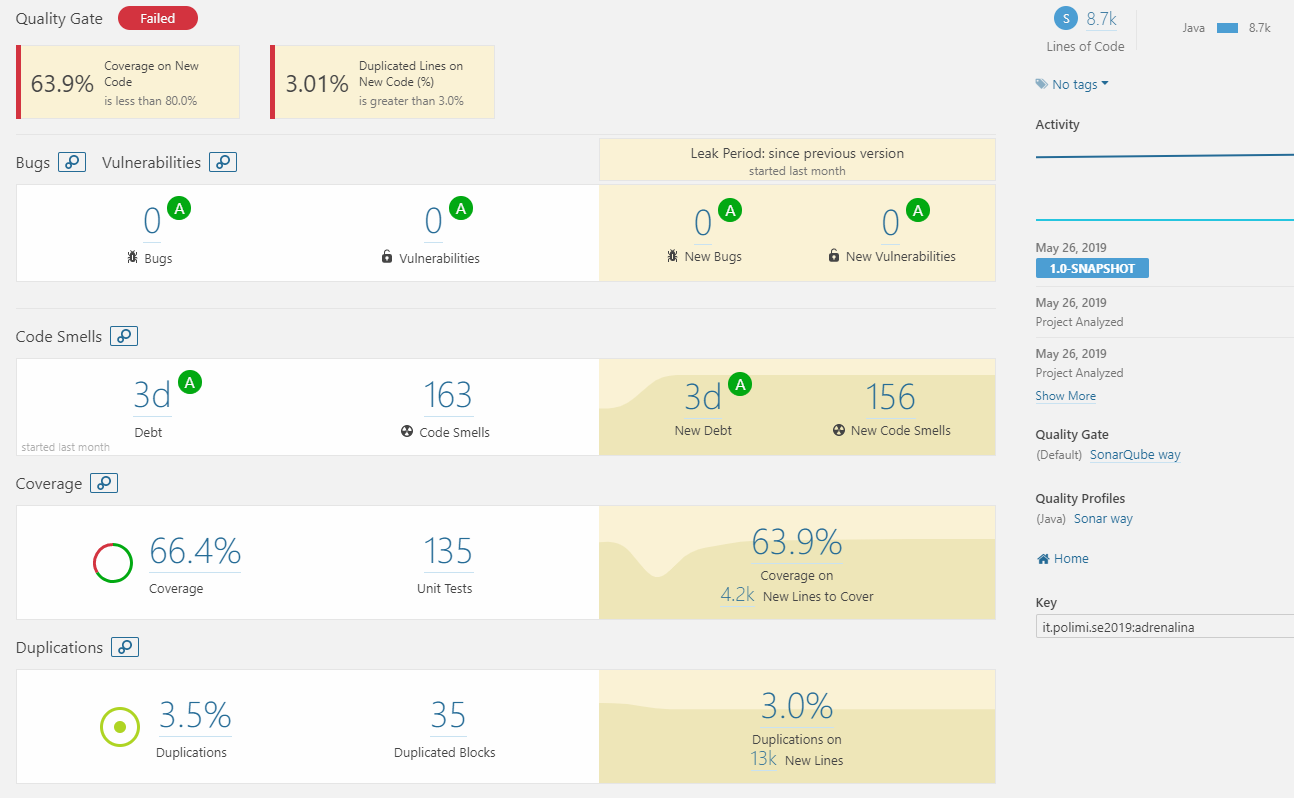 Quality Gate Failed
63.9% Coverage on New
Code
is less than 80.0%
3.01% Duplicated Lines on
New Code (%)
is greater than 3.0%
Bugs Vulnerabilities
Leak Period: since previous version
started last month
0 A
Bugs
0 A
Vulnerabilities
0 A
New Bugs
0 A
New Vulnerabilities
Code Smells
3d A
Debt
163
Code Smells
started last month
3d A
New Debt
156
New Code Smells
Coverage
66.4%
Coverage
135
Unit Tests
63.9%
Coverage on
4.2k New Lines to Cover
Duplications
3.5%
Duplications
35
Duplicated Blocks
3.0%
Duplications on
13k New Lines
S 8.7k
Lines of Code
Java 8.7k
No tags
Activity
May 26, 2019
1.0-SNAPSHOT
May 26, 2019
Project Analyzed
May 26, 2019
Project Analyzed
Show More
Quality Gate
(Default) SonarQube way
Quality Profiles
(Java) Sonar way
Home
Key
it.polimi.se2019:adrenalina